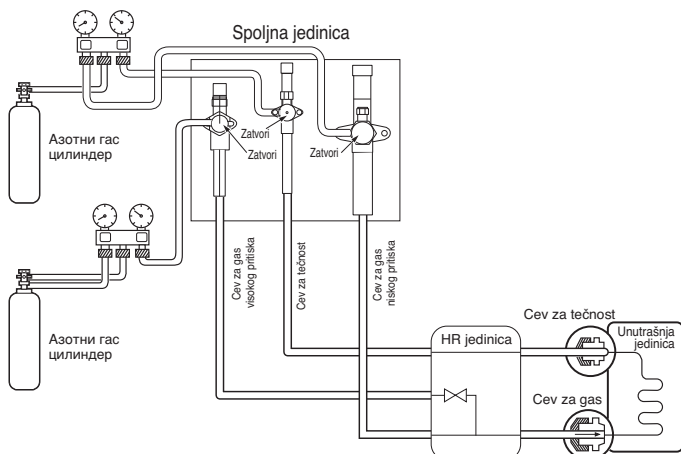 Spoljna jedinica
Азотни гас
цилиндер
Zatvori
Zatvori
Zatvori
Cev za gas
visokog pritiska
Cev za tečnost
Cev za gas
niskog pritiska
Азотни гас
цилиндер
HR jedinica
Cev za tečnost
Unutrašnja
jedinica
Cev za gas